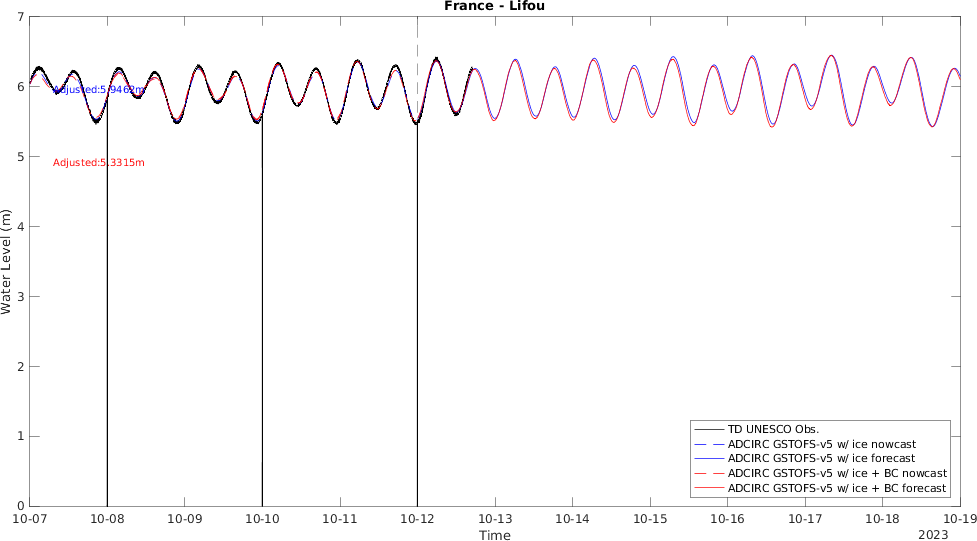 France - Lifou
7
6
5
4
3
2
1
0
Water Level (m)
Adjusted:5.9462m
Adjusted:5.3315m
TD UNESCO Obs.
ADCIRC GSTOFS-v5 w/ ice nowcast
ADCIRC GSTOFS-v5 w/ ice forecast
ADCIRC GSTOFS-v5 w/ ice + BC nowcast
ADCIRC GSTOFS-v5 w/ ice + BC forecast
10-07 10-08 10-09 10-10 10-11 10-12 10-13 10-14 10-15 10-16 10-17 10-18 10-19
Time
2023